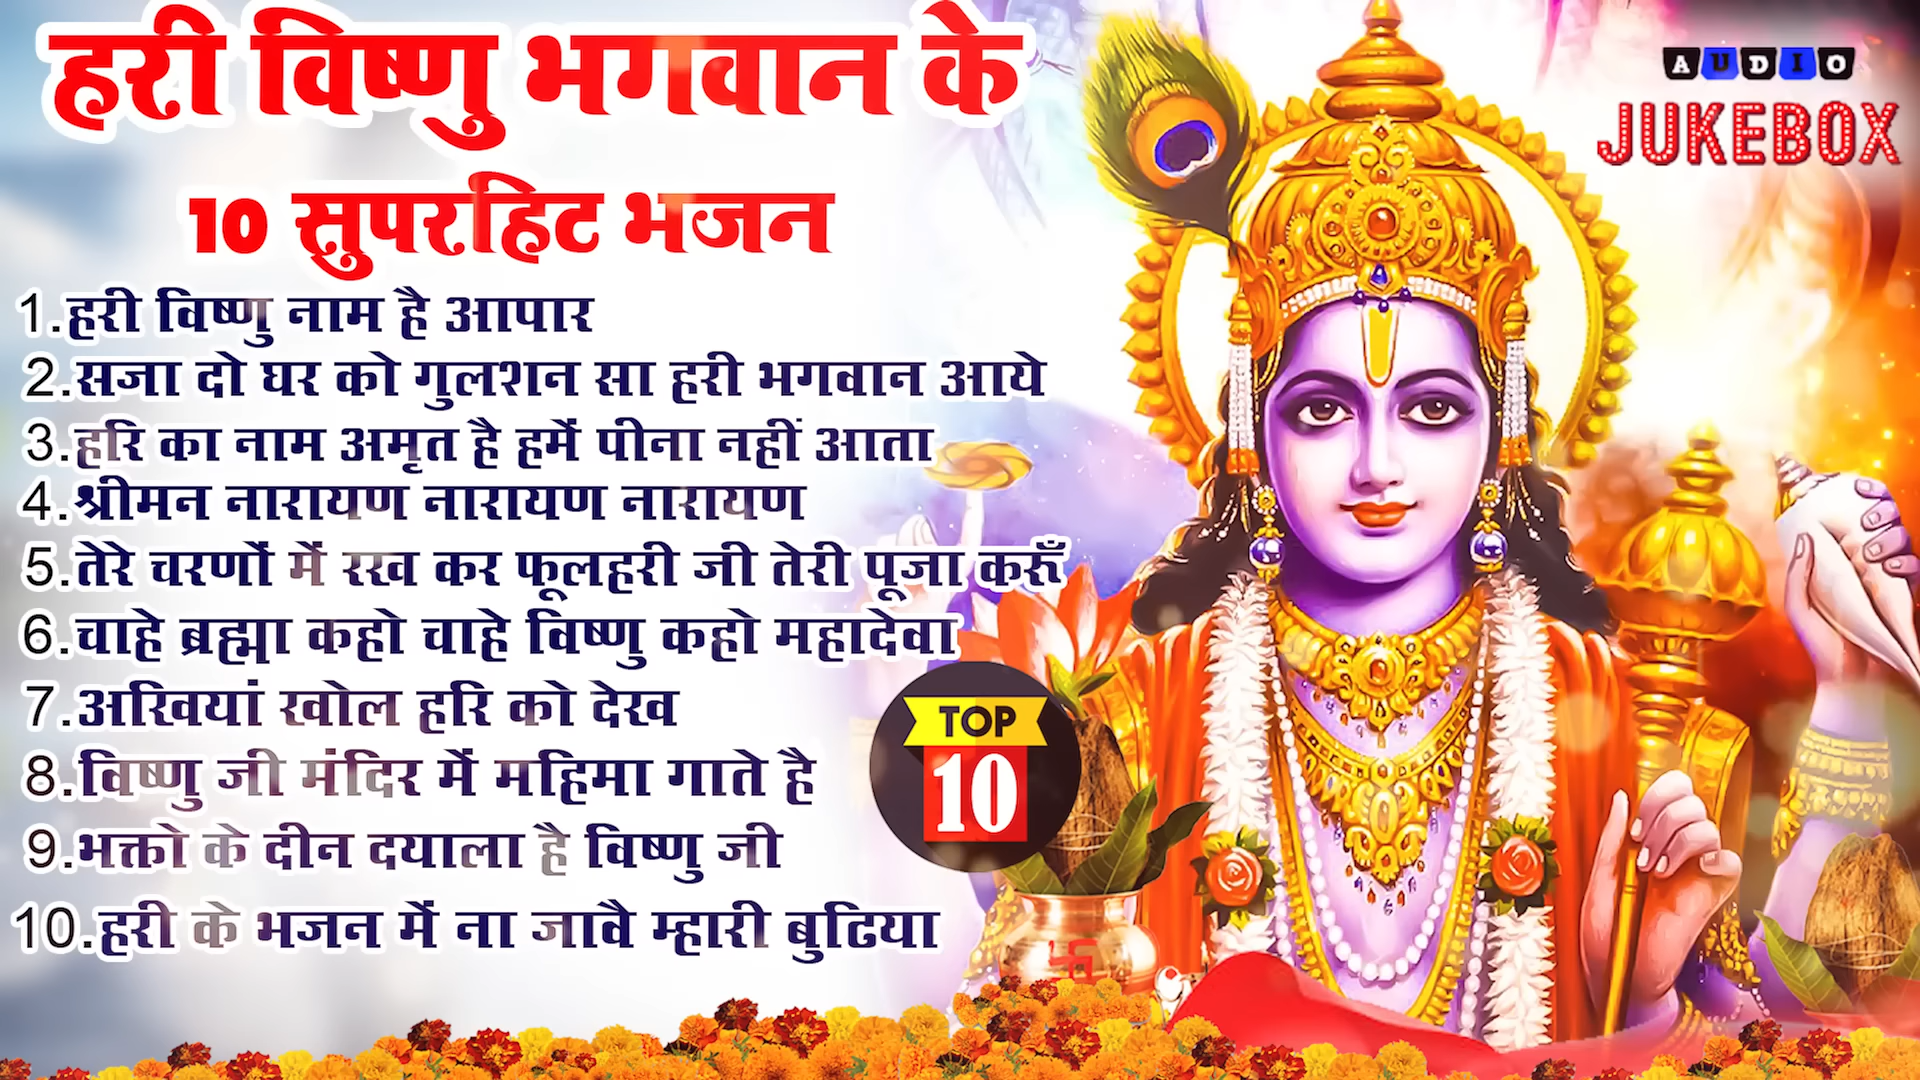 हरी विष्णु भगवान के
10 सुपरहिट भजन
AUDIO
JUKEBOX
1.हरी विष्णु नाम है आपार
2.सजा दो घर को गुलशन सा हरी भगवान आये
3.हरि का नाम अमृत है हमें पीना नहीं आता
4.श्रीमन नारायण नारायण नारायण
5.तेरे चरणों में रख कर फूलहरी जी तेरी पूजा करूँ
6.चाहे ब्रह्मा कहो चाहे विष्णु कहो महादेवा
7.अखियां खोल हरि को देख
8.विष्णु जी मंदिर में महिमा गाते है
9.भक्तो के दीन दयाला है विष्णु जी
10.हरी के भजन में ना जावै म्हारी बुढिया
TOP
10